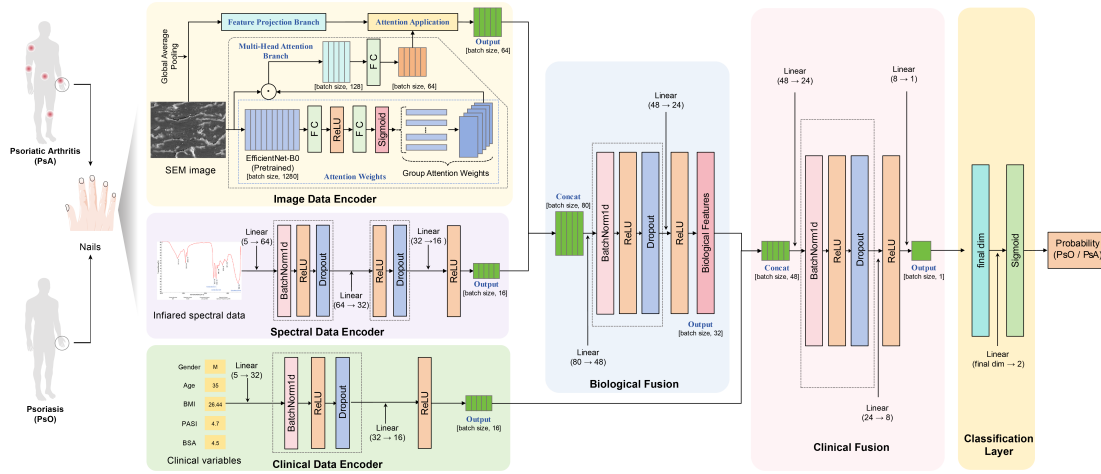 Psoriatic Arthritis
(PsA)
Nails
Psoriasis
(PsO)
Global Average
Pooling
Feature Projection Branch
Attention Application
Output
[batch size, 64]
Multi-Head Attention
Branch
[batch size, 128]
F C
[batch size, 64]
SEM image
EfficientNet-B0
(Pretrained)
[batch size, 1280]
F C
ReLU
F C
Sigmoid
Attention Weights
Group Attention Weights
Image Data Encoder
Linear
(5 → 64)
BatchNorm1d
ReLU
Dropout
Linear
(64 → 32)
ReLU
Dropout
Linear
(32 →16 )
ReLU
Output
[batch size, 16]
Infiared spectral data
Spectral Data Encoder
Gender
M
Age
35
BMI
26.44
PASI
4.7
BSA
4.5
Clinical variables
Linear
(5 → 32)
BatchNorm1d
ReLU
Dropout
Linear
(32 → 16)
ReLU
Output
[batch size, 16]
Clinical Data Encoder
Concat
[batch size, 80]
Linear
(80 → 48)
BatchNorm1d
ReLU
Dropout
Linear
(48 → 24)
ReLU
Biological Features
Output
[batch size, 32]
Biological Fusion
Concat
[batch size, 48]
Linear
(48 → 24)
BatchNorm1d
ReLU
Dropout
Linear
(24 → 8)
ReLU
Linear
(8 → 1)
Output
[batch size, 1]
Clinical Fusion
final dim
Linear
(final dim → 2)
Sigmoid
Classification
Layer
Probability
(PsO / PsA)